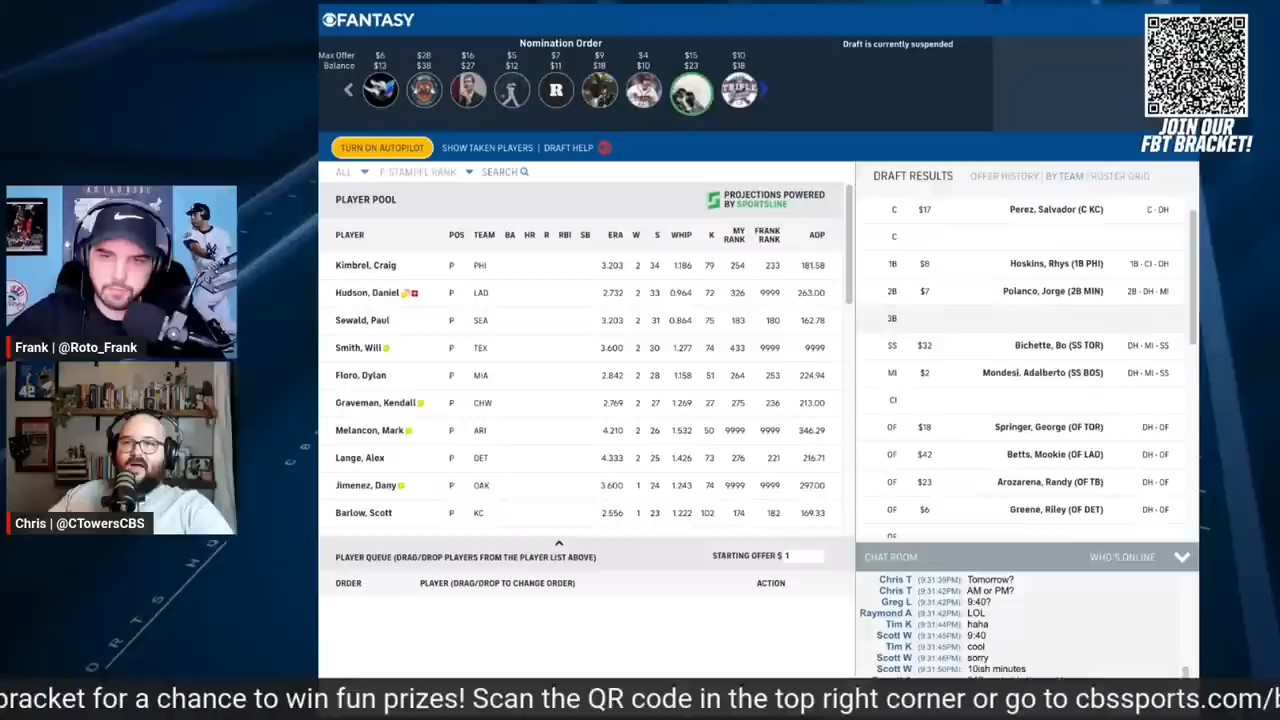 FANTASY
Nomination Order
Max Offer $6 $28 $16 $5 $7 $9 $4 $15 $10
Balance $13 $38 $27 $12 $11 $18 $10 $23 $18
R
TRIPLE
Draft is currently suspended
JOIN OUR
FBT BRACKET!
TURN ON AUTOPILOT SHOW TAKEN PLAYERS | DRAFT HELP
ALL F STAMPFL RANK SEARCH
PLAYER POOL
PROJECTIONS POWERED
BY SPORTSLINE
PLAYER POS TEAM BA HR R RBI SB ERA W S WHIP K MY RANK FRANK RANK ADP
Kimbrel, Craig P PHI 3.203 2 34 1.186 79 254 233 181.58
Hudson, Daniel P LAD 2.732 2 33 0.964 72 326 9999 263.00
Sewald, Paul P SEA 3.203 2 31 0.864 75 183 180 162.78
Smith, Will P TEX 3.600 2 30 1.277 74 433 9999 9999
Floro, Dylan P MIA 2.842 2 28 1.158 51 264 253 224.94
Graveman, Kendall P CHW 2.769 2 27 1.269 27 275 236 213.00
Melancon, Mark P ARI 4.210 2 26 1.532 50 9999 9999 346.29
Lange, Alex P DET 4.333 2 25 1.426 73 276 221 216.71
Jimenez, Dany P OAK 3.600 1 24 1.243 74 9999 9999 297.00
Barlow, Scott P KC 2.556 1 23 1.222 102 174 182 169.33
PLAYER QUEUE (DRAG/DROP PLAYERS FROM THE PLAYER LIST ABOVE) STARTING OFFER $ 1
ORDER PLAYER (DRAG/DROP TO CHANGE ORDER) ACTION
DRAFT RESULTS OFFER HISTORY | BY TEAM / ROSTER GRID
C $17 Perez, Salvador (C KC) C - DH
C
1B $8 Hoskins, Rhys (1B PHI) 1B - CI - DH
2B $7 Polanco, Jorge (2B MIN) 2B - DH - MI
3B
SS $32 Bichette, Bo (SS TOR) DH - MI - SS
MI $2 Mondesi, Adalberto (SS BOS) DH - MI - SS
CI
OF $18 Springer, George (OF TOR) DH - OF
OF $42 Betts, Mookie (OF LAD) DH - OF
OF $23 Arozarena, Randy (OF TB) DH - OF
OF $6 Greene, Riley (OF DET) DH - OF
OF
CHAT ROOM WHO'S ONLINE
Chris T (9:31:39PM): Tomorrow?
Chris T (9:31:42PM): AM or PM?
Greg L (9:31:42PM): 9:40?
Raymond A (9:31:42PM): LOL
Tim K (9:31:44PM): haha
Scott W (9:31:45PM): 9:40
Tim K (9:31:45PM): cool
Scott W (9:31:46PM): sorry
Scott W (9:31:50PM): 10ish minutes
Frank | @Roto_Frank
Chris | @CTowersCBS
bracket for a chance to win fun prizes! Scan the QR code in the top right corner or go to cbssports.com/b